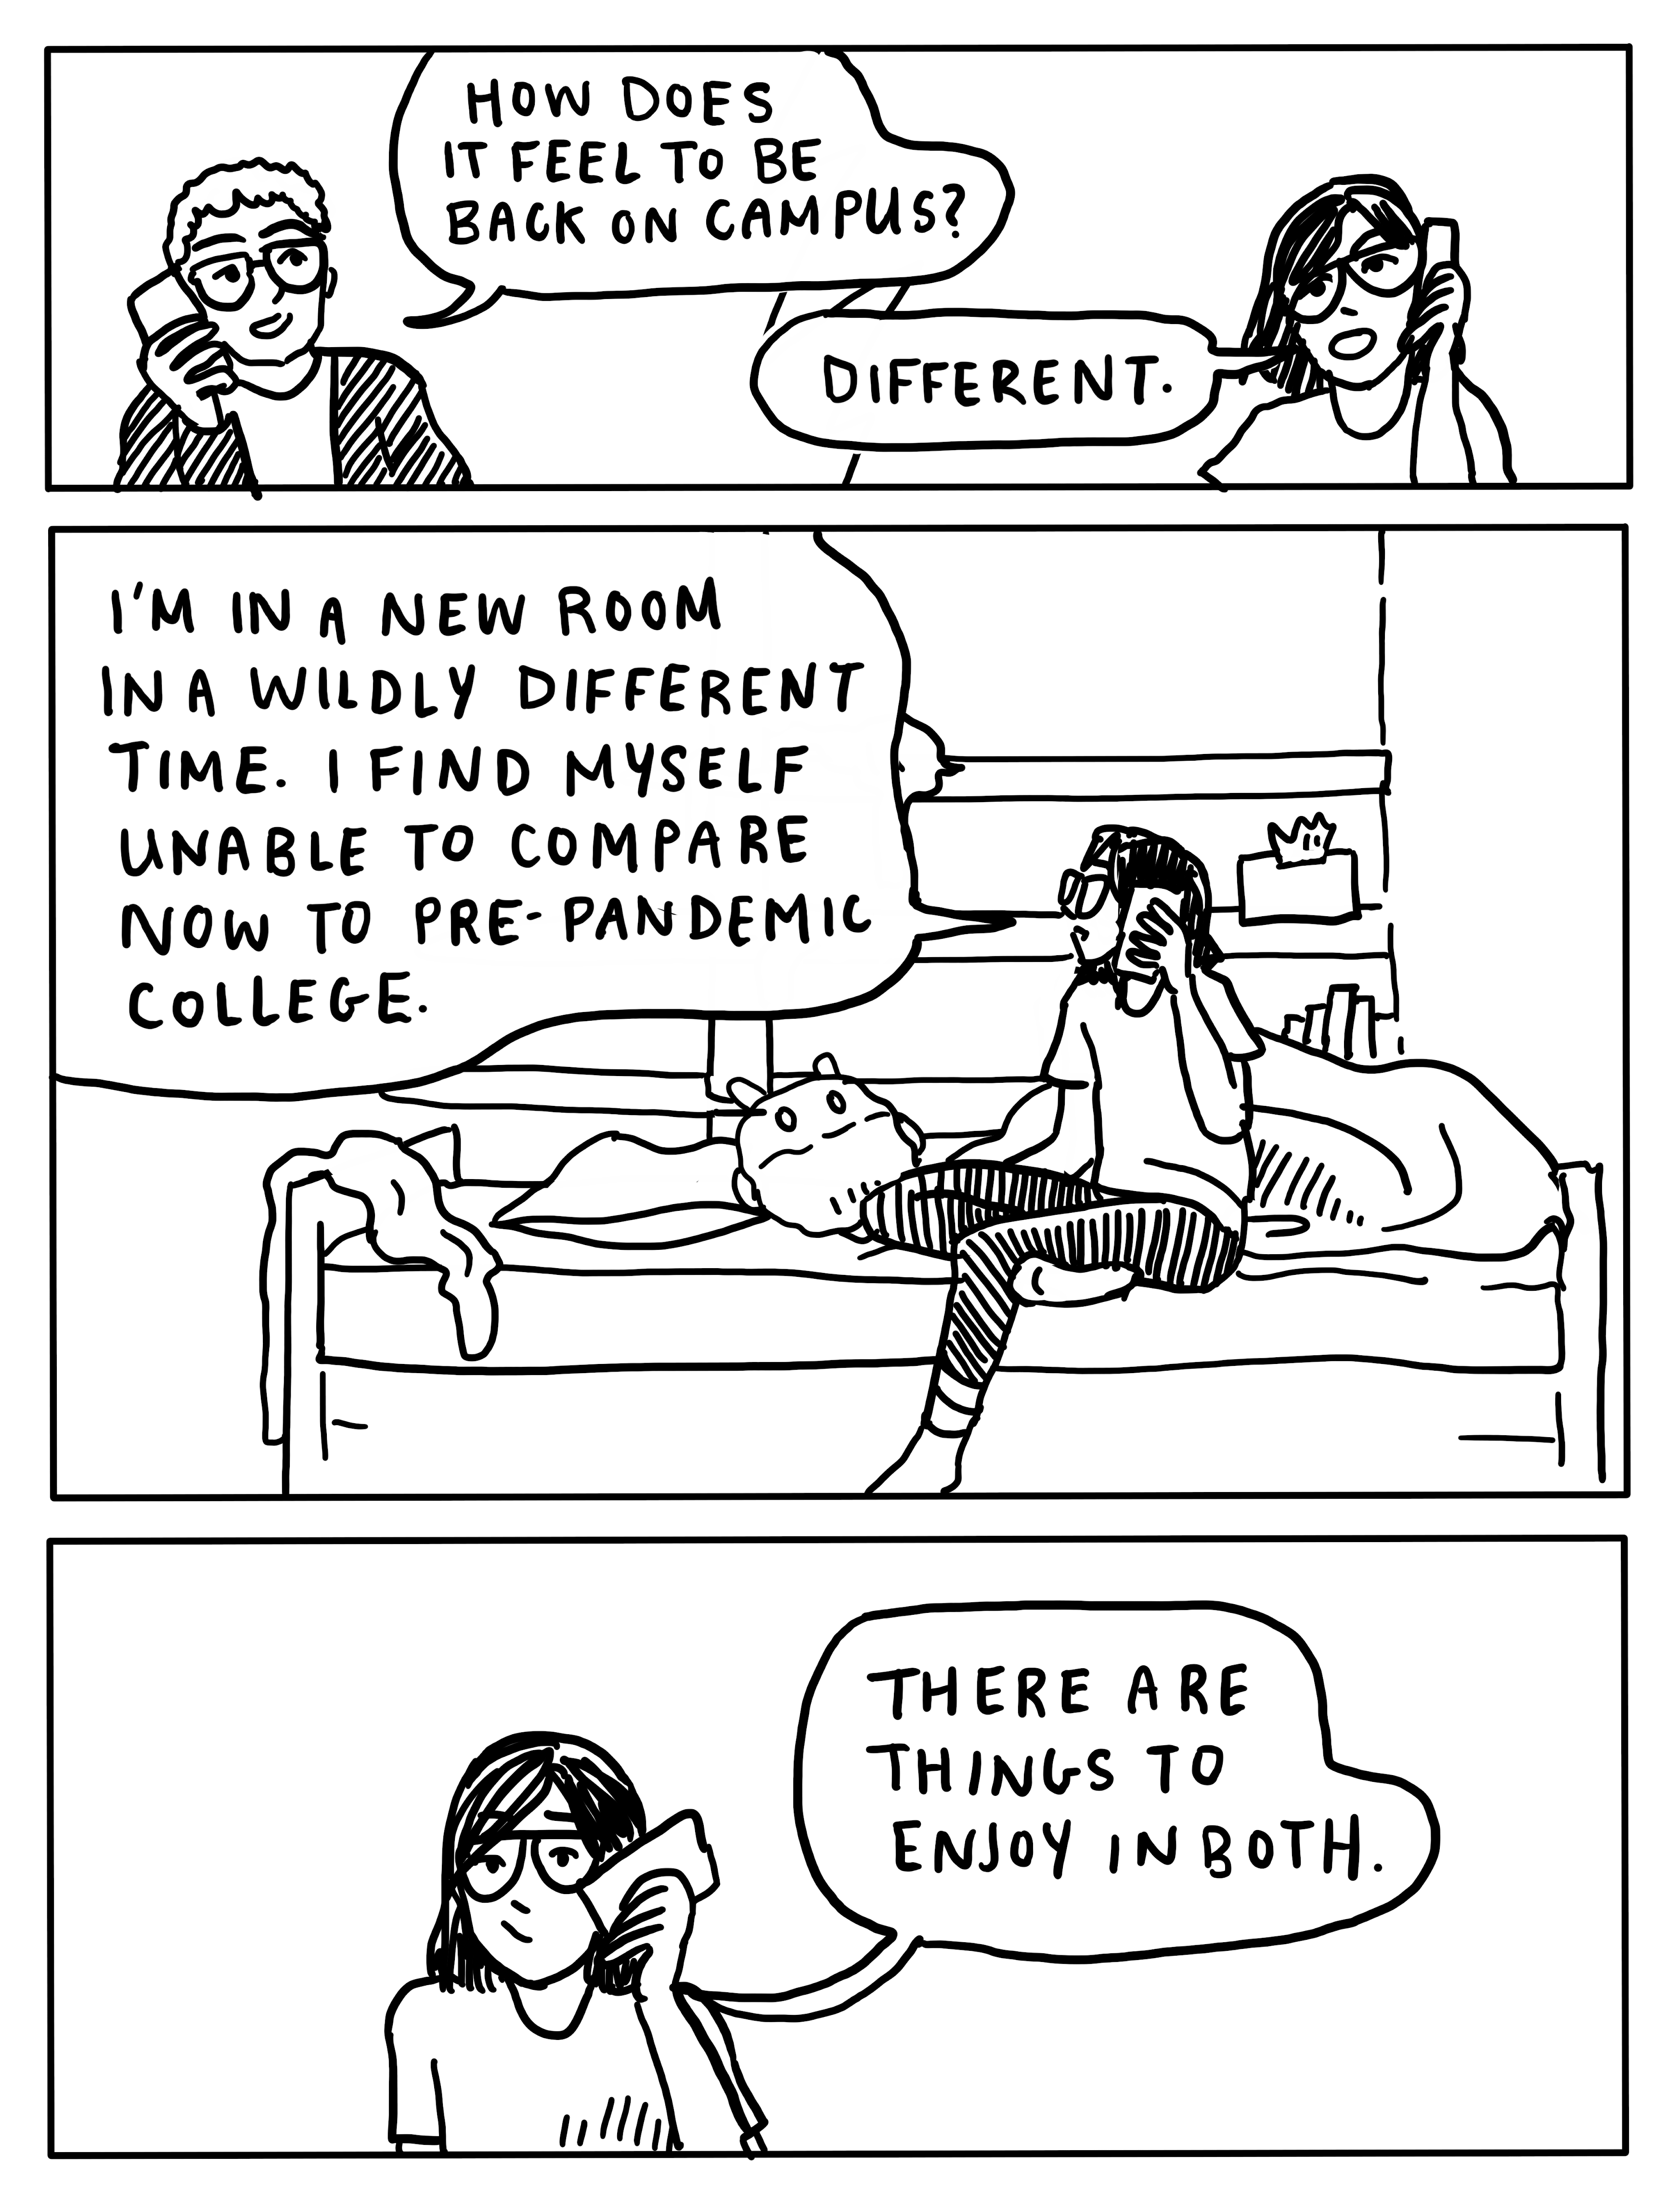 HOW DOES
IT FEEL TO BE
BACK ON CAMPUS?
DIFFERENT.
I'M IN A NEW ROOM
IN A WILDLY DIFFERENT
TIME. I FIND MYSELF
UNABLE TO COMPARE
NOW TO PRE-PANDEMIC
COLLEGE.
THERE ARE
THINGS TO
ENJOY IN BOTH.